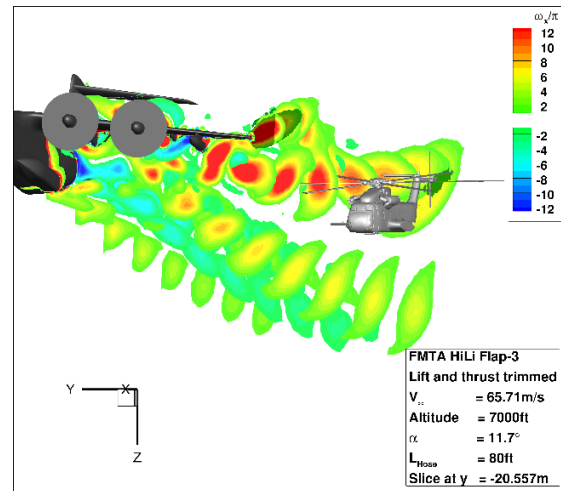 ωx/π
12
10
8
6
4
2
-2
-4
-6
-8
-10
-12
Y
X
Z
FMTA HiLi Flap-3
Lift and thrust trimmed
V∞ = 65.71m/s
Altitude = 7000ft
α = 11.7°
LHose = 80ft
Slice at y = -20.557m